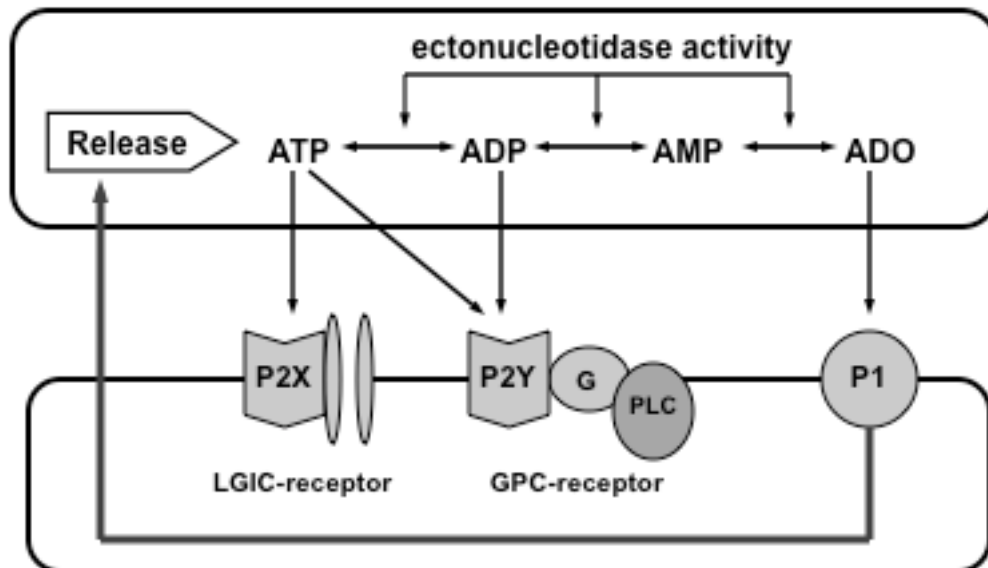 ectonucleotidase activity
Release
ATP
ADP
AMP
ADO
P2X
P2Y
G
PLC
P1
LGIC-receptor
GPC-receptor